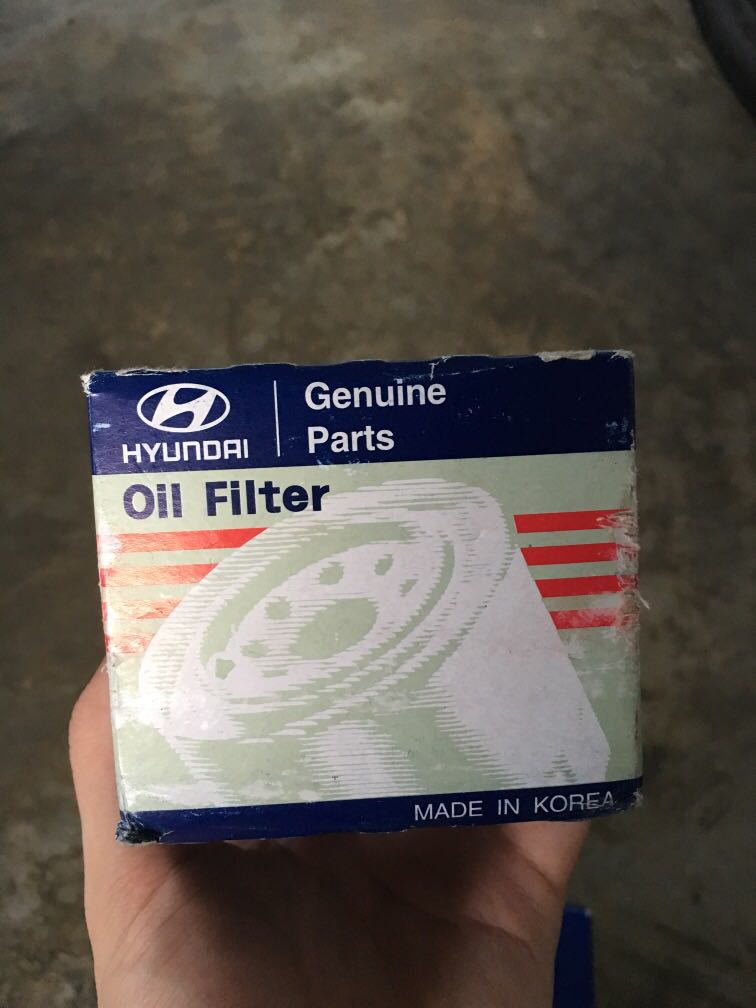 HYUNDAI
Genuine
Parts
Oil Filter
MADE IN KOREA